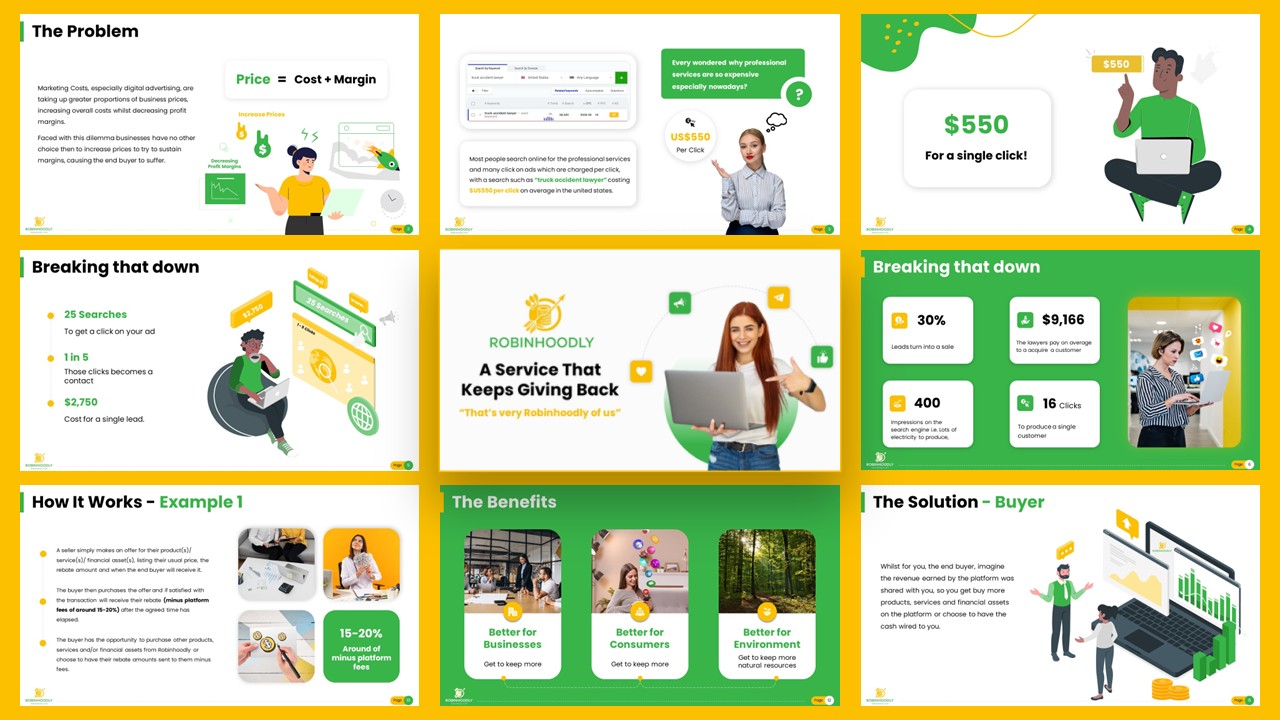 The Problem
Price = Cost + Margin
Marketing Costs, especially digital advertising, are
taking up greater proportions of business prices,
increasing overall costs whilst decreasing profit
margins.
Faced with this dilemma businesses have no other
choice then to increase prices to try to sustain
margins, causing the end buyer to suffer.
Increase Prices
Decreasing
Profit Margins
ROBINHOODLY
Page
Search by Keyword
truck accident lawyer
United States
Any Language
Every wondered why professional
services are so expensive
especially nowadays?
?
US$550
Per Click
Most people search online for the professional services
and many click on ads which are charged per click,
with a search such as "truck accident lawyer" costing
$US550 per click on average in the united states.
ROBINHOODLY
Page
$550
$550
For a single click!
ROBINHOODLY
Page
Breaking that down
25 Searches
To get a click on your ad
1 in 5
Those clicks becomes a
contact
$2,750
Cost for a single lead.
$2,750
25 Searches
ROBINHOODLY
Page
ROBINHOODLY
A Service That
Keeps Giving Back
"That's very Robinhoodly of us"
Breaking that down
30%
Leads turn into a sale
$9,166
The lawyers pay on average
to a acquire a customer
400
Impressions on the
search engine i.e. Lots of
electricity to produce,
16 Clicks
To produce a single
customer
ROBINHOODLY
Page
How It Works - Example 1
A seller simply makes an offer for their product(s)/
service(s)/ financial asset(s), listing their usual price, the
rebate amount and when the end buyer will receive it.
The buyer then purchases the offer and if satisfied with
the transaction will receive their rebate (minus platform
fees of around 15-20%) after the agreed time has
elapsed.
The buyer has the opportunity to purchase other products,
services and/or financial assets from Robinhoodly or
choose to have their rebate amounts sent to them minus
fees.
15-20%
Around of
minus platform
fees
ROBINHOODLY
Page
The Benefits
Better for
Businesses
Get to keep more
Better for
Consumers
Get to keep more
Better for
Environment
Get to keep more
natural resources
ROBINHOODLY
Page
The Solution - Buyer
Whilst for you, the end buyer, imagine
the revenue earned by the platform was
shared with you, so you get buy more
products, services and financial assets
on the platform or choose to have the
cash wired to you.
ROBINHOODLY
Page